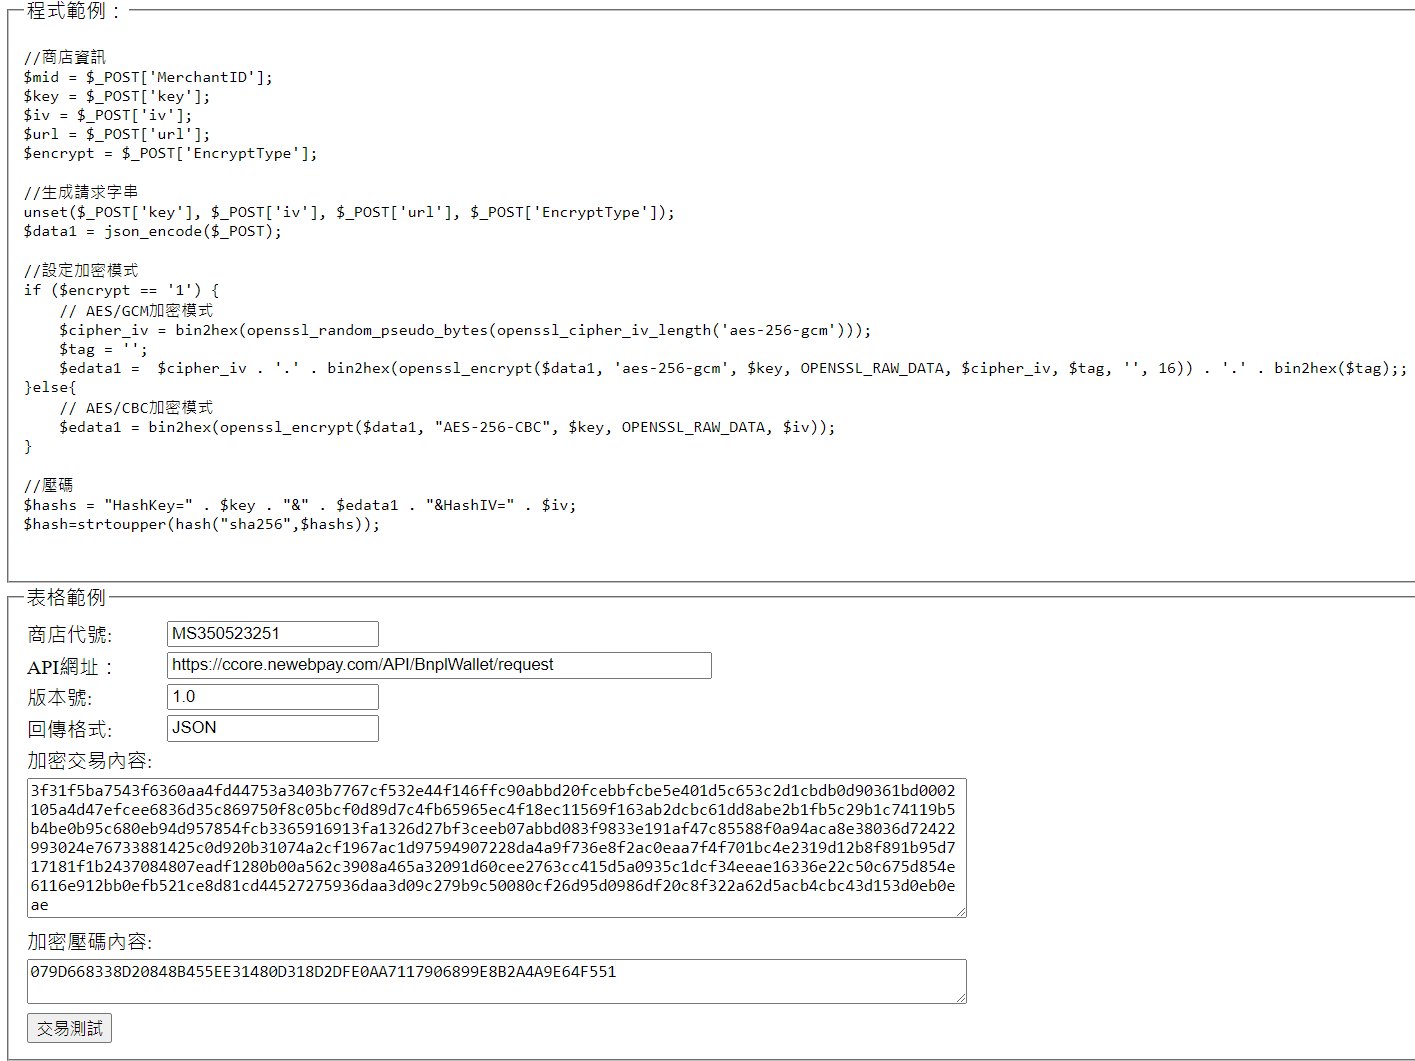 程式範例：
//商店資訊
$mid = $_POST['MerchantID'];
$key = $_POST['key'];
$iv = $_POST['iv'];
$url = $_POST['url'];
$encrypt = $_POST['EncryptType'];
//生成請求字串
unset($_POST['key'], $_POST['iv'], $_POST['url'], $_POST['EncryptType']);
$data1 = json_encode($_POST);
//設定加密模式
if ($encrypt == '1') {
    // AES/GCM加密模式
    $cipher_iv = bin2hex(openssl_random_pseudo_bytes(openssl_cipher_iv_length('aes-256-gcm')));
    $tag = '';
    $edata1 =  $cipher_iv . '.' . bin2hex(openssl_encrypt($data1, 'aes-256-gcm', $key, OPENSSL_RAW_DATA, $cipher_iv, $tag, '', 16)) . '.' . bin2hex($tag);;
}else{
    // AES/CBC加密模式
    $edata1 = bin2hex(openssl_encrypt($data1, "AES-256-CBC", $key, OPENSSL_RAW_DATA, $iv));
}
//壓碼
$hashs = "HashKey=" . $key . "&" . $edata1 . "&HashIV=" . $iv;
$hash=strtoupper(hash("sha256",$hashs));
表格範例
商店代號: MS350523251
API網址： https://ccore.newebpay.com/API/BnplWallet/request
版本號: 1.0
回傳格式: JSON
加密交易內容:
3f31f5ba7543f6360aa4fd44753a3403b7767cf532e44f146ffc90abbd20fcebbfcbe5e401d5c653c2d1cbdb0d90361bd0002
105a4d47efcee6836d35c869750f8c05bcf0d89d7c4fb65965ec4f18ec11569f163ab2dcbc61dd8abe2b1fb5c29b1c74119b5
b4be0b95c680eb94d957854fcb3365916913fa1326d27bf3ceeb07abbd083f9833e191af47c85588f0a94aca8e38036d72422
993024e76733881425c0d920b31074a2cf1967ac1d97594907228da4a9f736e8f2ac0eaa7f4f701bc4e2319d12b8f891b95d7
17181f1b2437084807eadf1280b00a562c3908a465a32091d60cee2763cc415d5a0935c1dcf34eeae16336e22c50c675d854e
6116e912bb0efb521ce8d81cd44527275936daa3d09c279b9c50080cf26d95d0986df20c8f322a62d5acb4cbc43d153d0eb0e
ae
加密壓碼內容:
079D668338D20848B455EE31480D318D2DFE0AA7117906899E8B2A4A9E64F551
交易測試